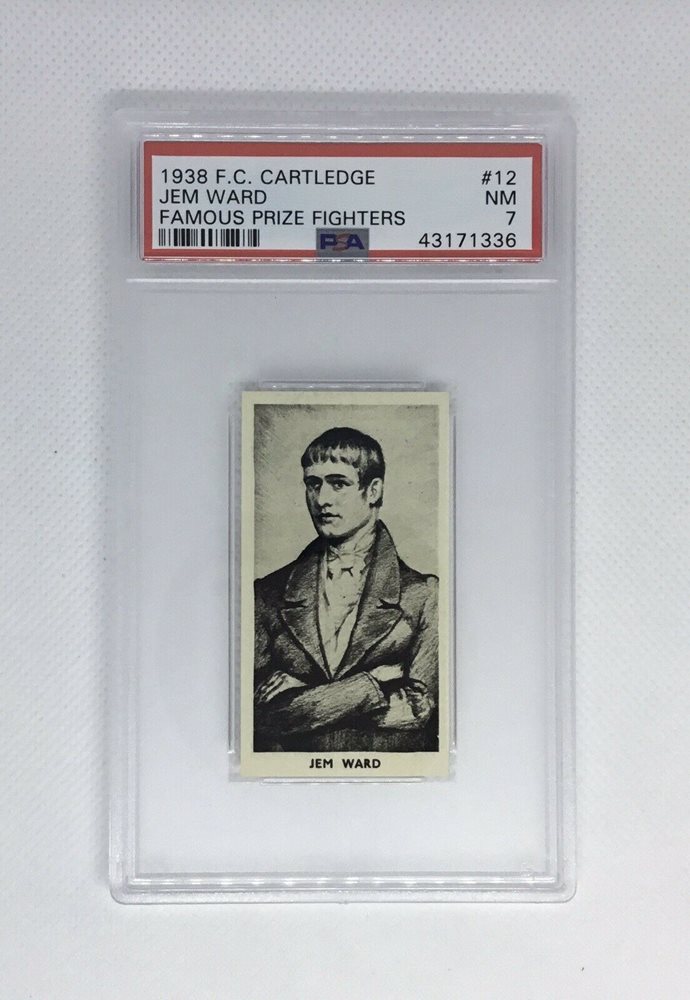 1938 F.C. CARTLEDGE #12
JEM WARD NM
FAMOUS PRIZE FIGHTERS 7
PSA 43171336
JEM WARD